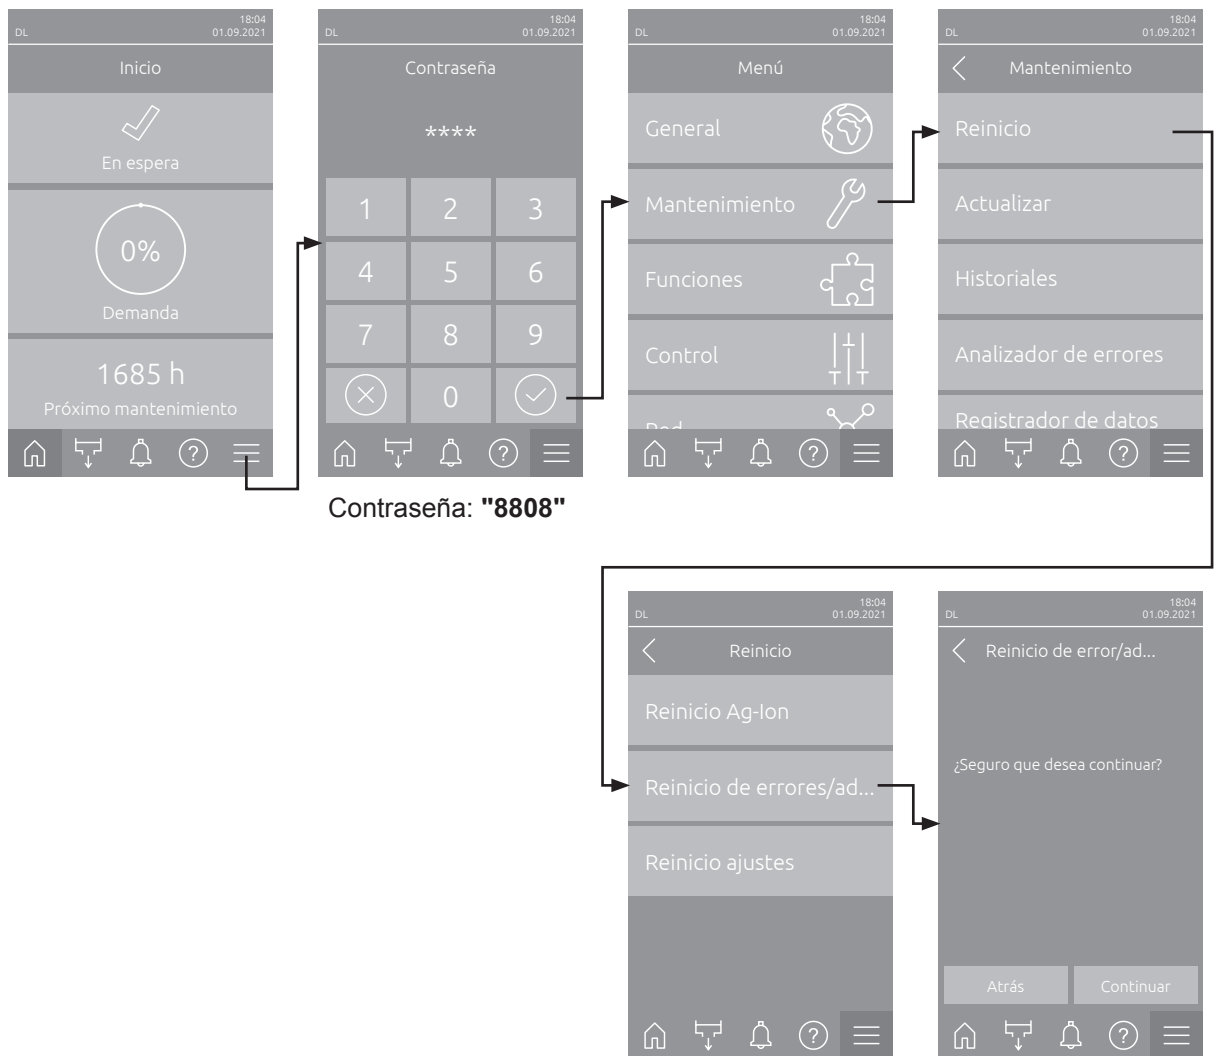 18:04
DL 01.09.2021
Inicio
En espera
0%
Demanda
1685 h
Próximo mantenimiento
?
18:04
DL 01.09.2021
Contraseña
****
1 2 3
4 5 6
7 8 9
0
?
Contraseña: "8808"
18:04
DL 01.09.2021
Menú
General
Mantenimiento
Funciones
Control
Red
?
18:04
DL 01.09.2021
Mantenimiento
Reinicio
Actualizar
Historiales
Analizador de errores
Registrador de datos
?
18:04
DL 01.09.2021
Reinicio
Reinicio Ag-Ion
Reinicio de errores/ad...
Reinicio ajustes
?
18:04
DL 01.09.2021
Reinicio de error/ad...
¿Seguro que desea continuar?
Atrás Continuar
?